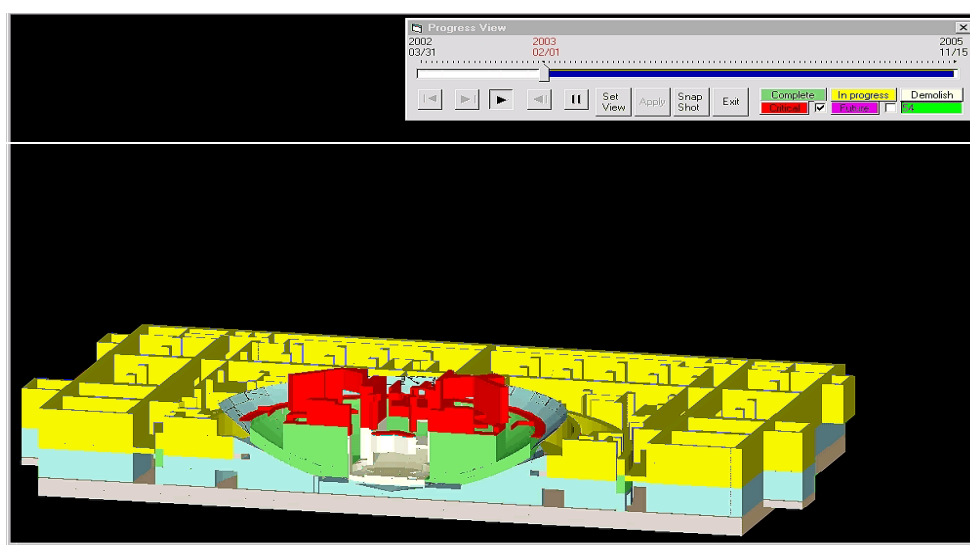 Progress View
2002 2003 2005
03/31 02/01 11/15
Set View
Apply
Snap Shot
Exit
Complete In progress Demolish
Critical Future 54